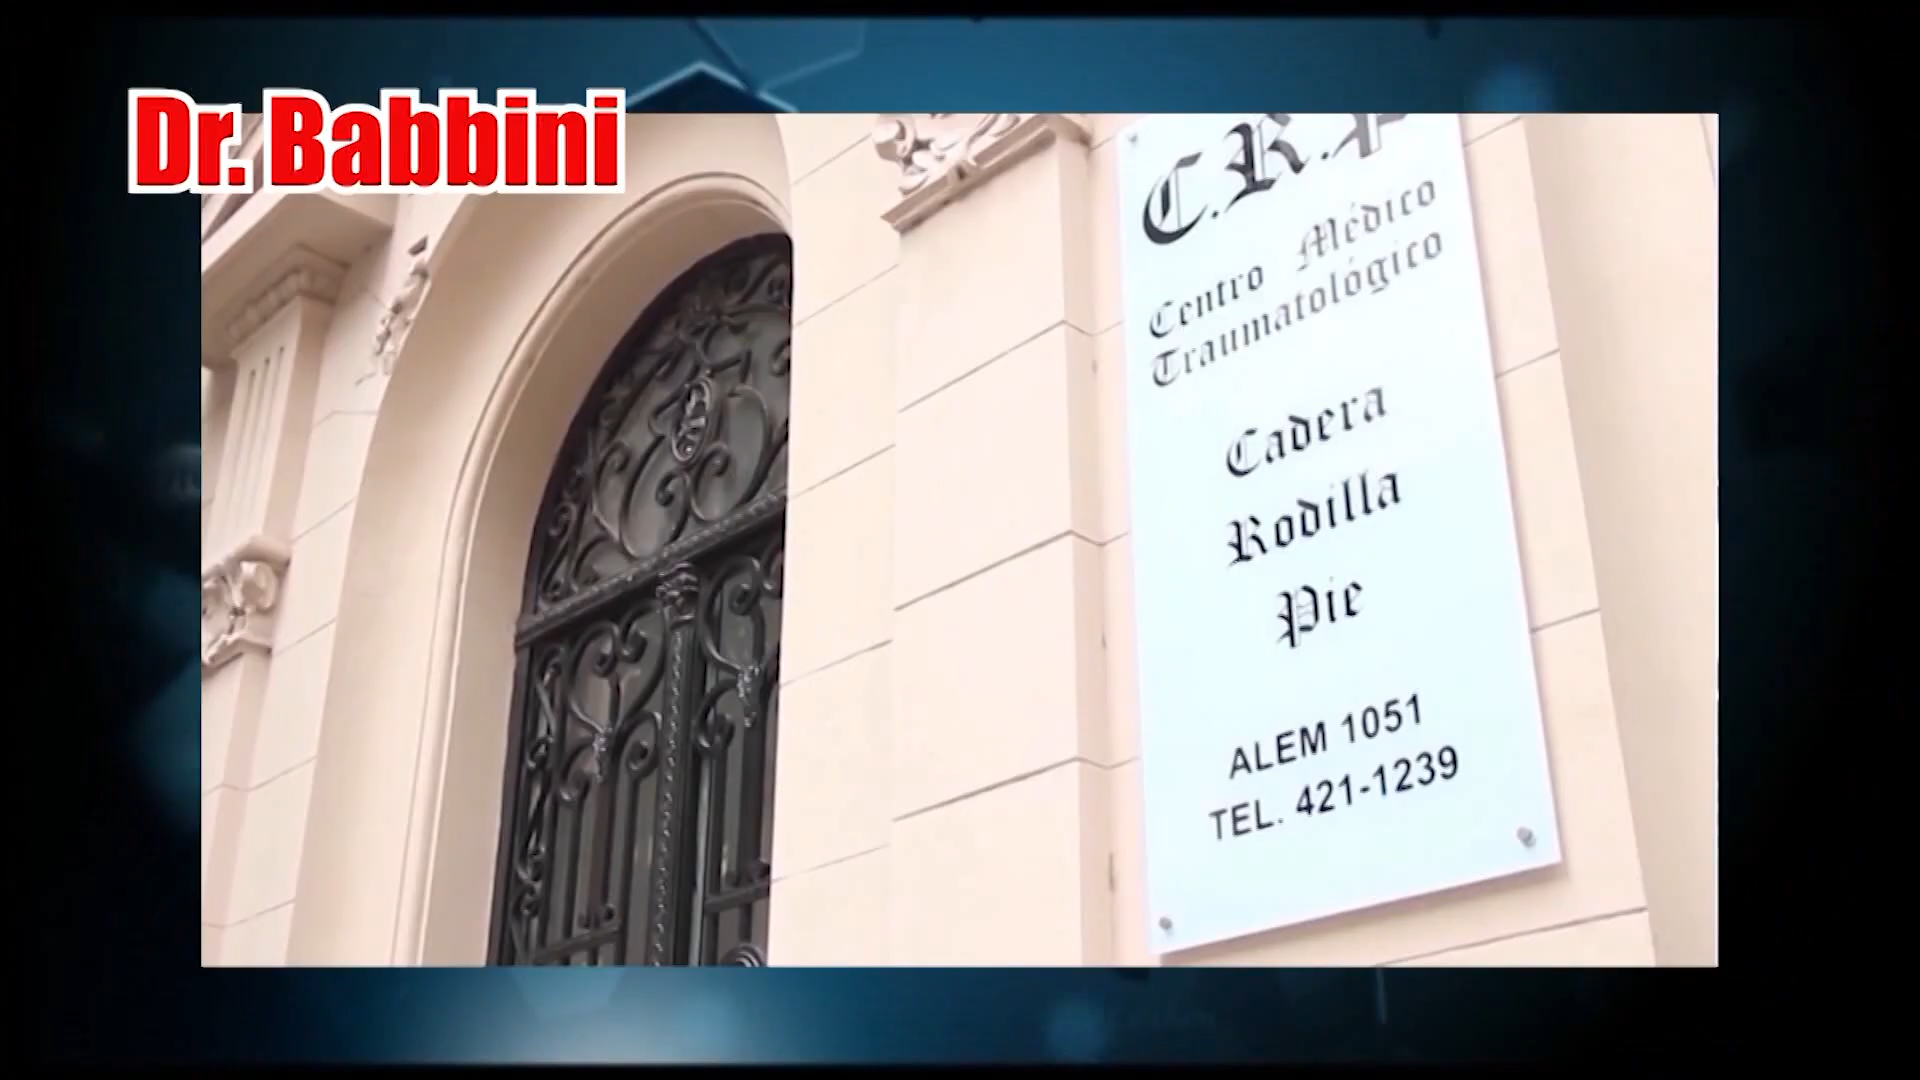 Dr. Babbini
C.R.P
Centro Médico
Traumatológico
Cadera
Rodilla
Pie
ALEM 1051
TEL. 421-1239